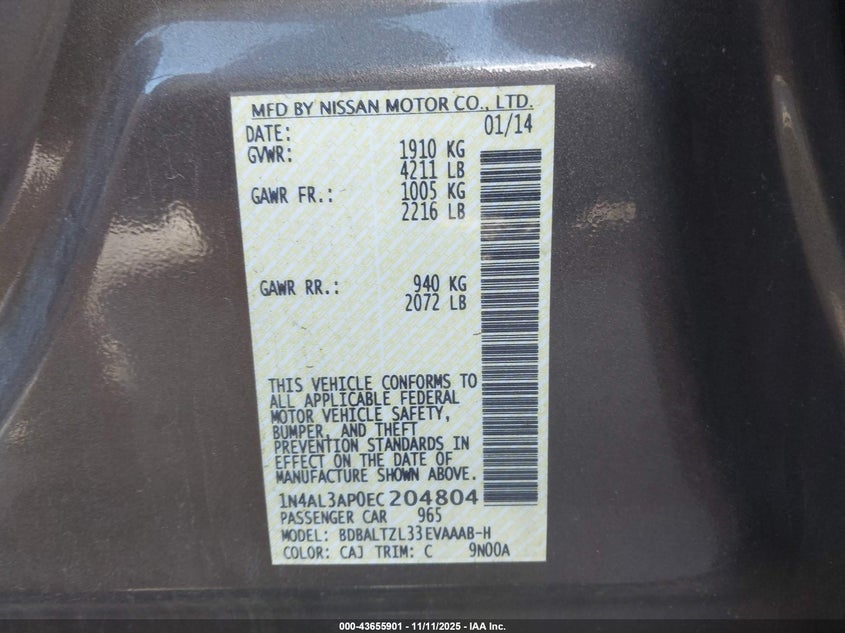 MFD BY NISSAN MOTOR CO., LTD.
DATE: 01/14
GVWR: 1910 KG
4211 LB
GAWR FR.: 1005 KG
2216 LB
GAWR RR.: 940 KG
2072 LB
THIS VEHICLE CONFORMS TO
ALL APPLICABLE FEDERAL
MOTOR VEHICLE SAFETY,
BUMPER, AND THEFT
PREVENTION STANDARDS IN
EFFECT ON THE DATE OF
MANUFACTURE SHOWN ABOVE.
1N4AL3AP0EC204804
PASSENGER CAR 965
MODEL: BDBALTZL33EVAAAB-H
COLOR: CAJ TRIM: C 9N00A
000-43655901 - 11/11/2025 - IAA Inc.